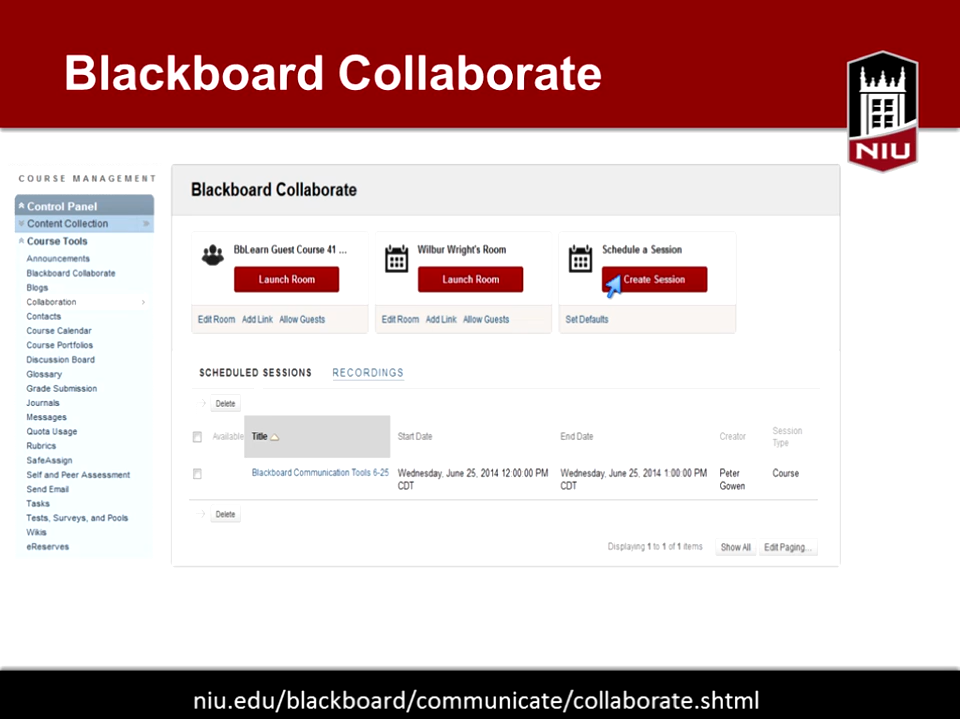 Blackboard Collaborate
NIU
COURSE MANAGEMENT
Control Panel
Content Collection
Course Tools
Announcements
Blackboard Collaborate
Blogs
Collaboration
Contacts
Course Calendar
Course Portfolios
Discussion Board
Glossary
Grade Submission
Journals
Messages
Quota Usage
Rubrics
SafeAssign
Self and Peer Assessment
Send Email
Tasks
Tests, Surveys, and Pools
Wikis
eReserves
Blackboard Collaborate
BbLearn Guest Course 41 ...
Launch Room
Edit Room Add Link Allow Guests
Wilbur Wright's Room
Launch Room
Edit Room Add Link Allow Guests
Schedule a Session
Create Session
Set Defaults
SCHEDULED SESSIONS RECORDINGS
Delete
Available Title Start Date End Date Creator Session
Type
Blackboard Communication Tools 6-25 Wednesday, June 25, 2014 12:00:00 PM Wednesday, June 25, 2014 1:00:00 PM Peter Course
CDT CDT Gowen
Delete
Displaying 1 to 1 of 1 items Show All Edit Paging...
niu.edu/blackboard/communicate/collaborate.shtml